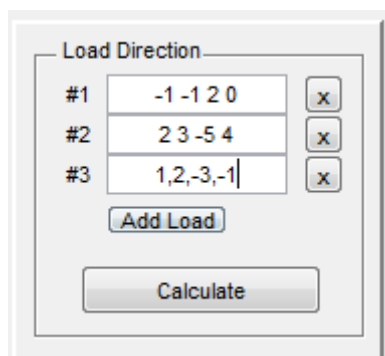 Load Direction
#1 -1 -1 2 0 x
#2 2 3 -5 4 x
#3 1,2,-3,-1 x
Add Load
Calculate